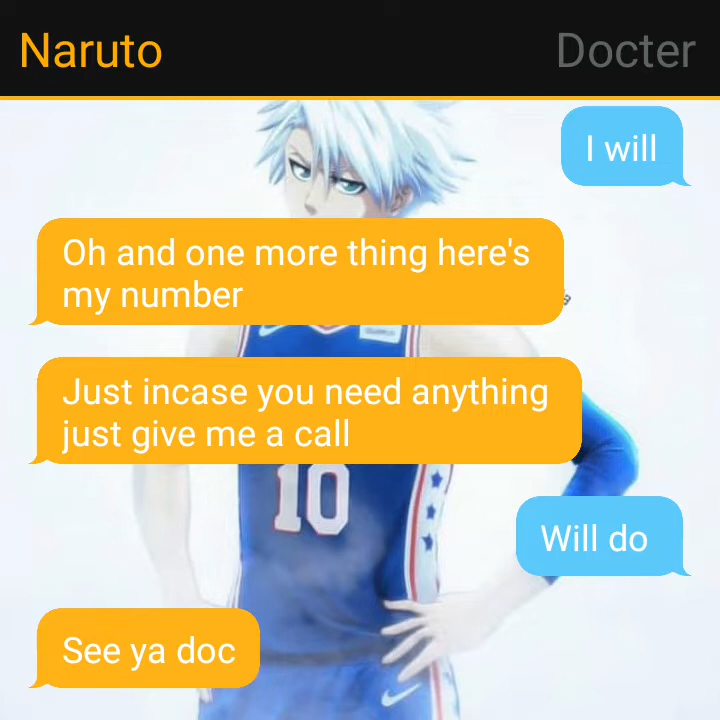 Naruto
Docter
I will
Oh and one more thing here's
my number
Just incase you need anything
just give me a call
10
Will do
See ya doc